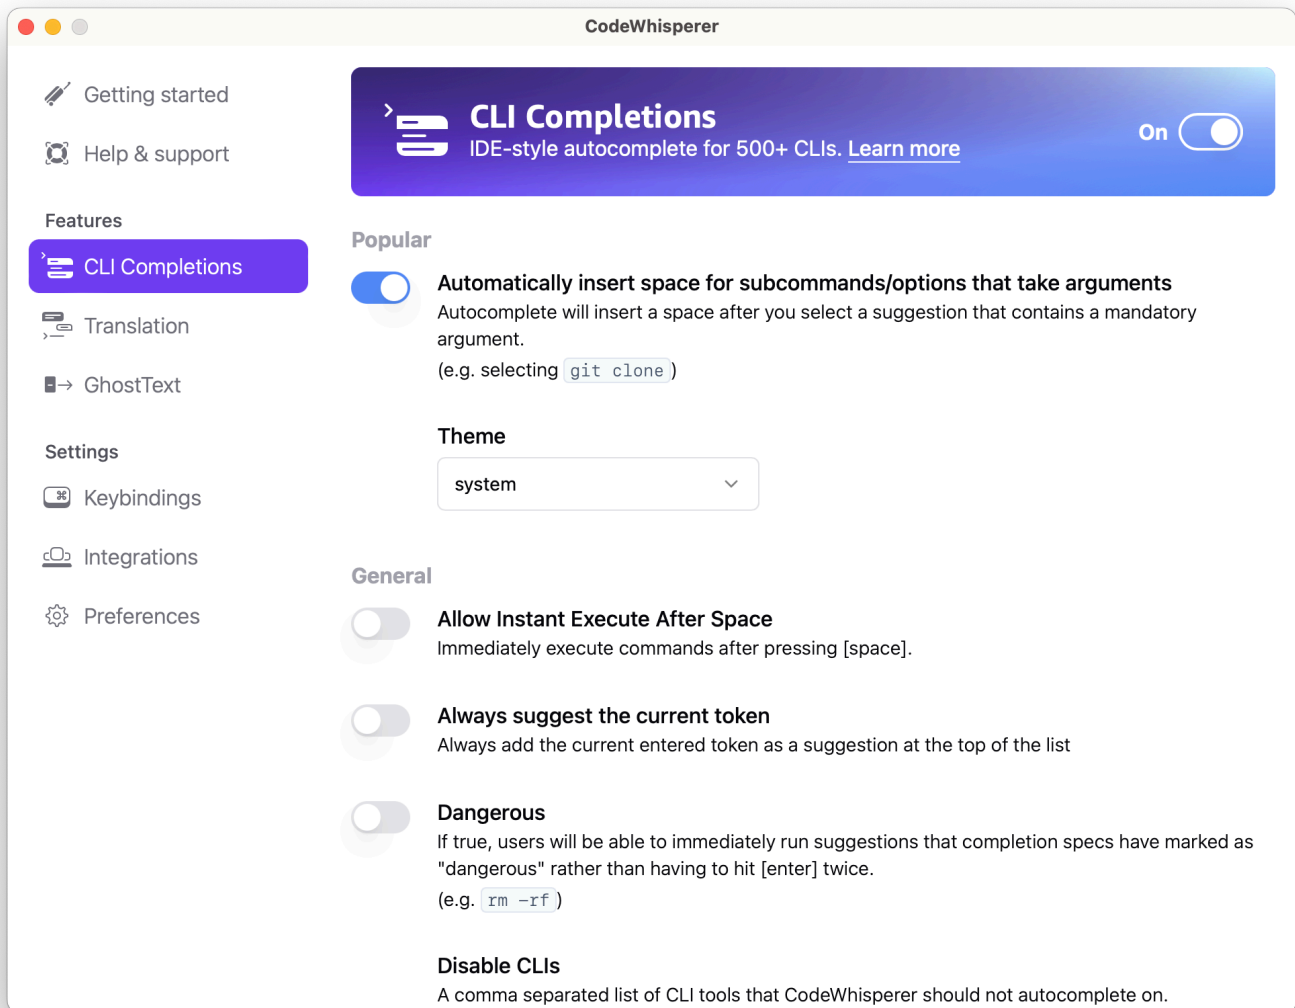 CodeWhisperer
Getting started
Help & support
Features
CLI Completions
Translation
GhostText
Settings
Keybindings
Integrations
Preferences
CLI Completions
IDE-style autocomplete for 500+ CLIs. Learn more
On
Popular
Automatically insert space for subcommands/options that take arguments
Autocomplete will insert a space after you select a suggestion that contains a mandatory
argument.
(e.g. selecting git clone)
Theme
system
General
Allow Instant Execute After Space
Immediately execute commands after pressing [space].
Always suggest the current token
Always add the current entered token as a suggestion at the top of the list
Dangerous
If true, users will be able to immediately run suggestions that completion specs have marked as
"dangerous" rather than having to hit [enter] twice.
(e.g. rm -rf)
Disable CLIs
A comma separated list of CLI tools that CodeWhisperer should not autocomplete on.